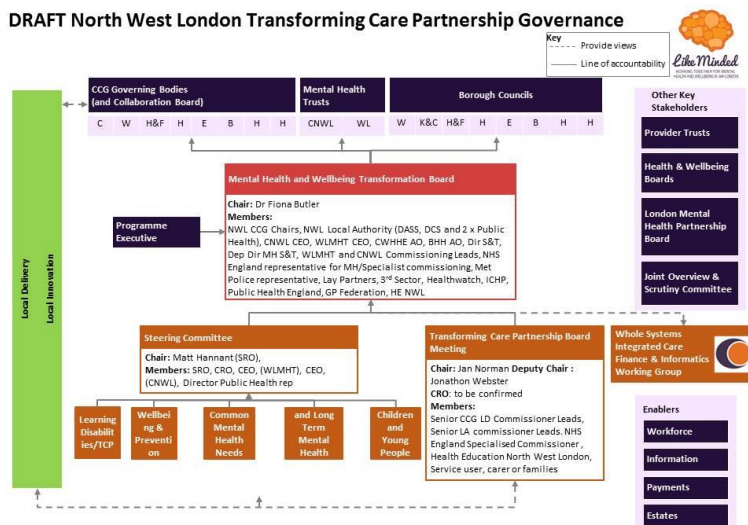 DRAFT North West London Transforming Care Partnership Governance
Key
Provide views
Line of accountability
Like Minded
CCG Governing Bodies
(and Collaboration Board)
Mental Health
Trusts
Borough Councils
C W H&F H E B H H
CNWL WL
W K&C H&F H E B H H
Other Key
Stakeholders
Provider Trusts
Health & Wellbeing
Boards
London Mental
Health Partnership
Board
Joint Overview &
Scrutiny Committee
Mental Health and Wellbeing Transformation Board
Chair: Dr Fiona Butler
Members:
NWL CCG Chairs, NWL Local Authority (DASS, DCS and 2 x Public
Health), CNWL CEO, WLMHT CEO, CWHHE AO, BHH AO, Dir S&T,
Dep Dir MH S&T, WLMHT and CNWL Commissioning Leads, NHS
England representative for MH/Specialist commissioning, Met
Police representative, Lay Partners, 3rd Sector, Healthwatch, ICHP,
Public Health England, GP Federation, HE NWL
Programme
Executive
Local Delivery
Local Innovation
Steering Committee
Chair: Matt Hannant (SRO),
Members: SRO, CRO, CEO, (WLMHT), CEO,
(CNWL), Director Public Health rep
Transforming Care Partnership Board
Meeting
Chair: Jan Norman Deputy Chair :
Jonathon Webster
CRO: to be confirmed
Members:
Senior CCG LD Commissioner Leads,
Senior LA commissioner Leads. NHS
England Specialised Commissioner ,
Health Education North West London,
Service user, carer or families
Whole Systems
Integrated Care
Finance & Informatics
Working Group
Learning
Disabilit
ies/TCP
Wellbei
ng &
Preventi
on
Common
Mental
Health
Needs
and Long
Term
Mental
Health
Children
and
Young
People
Enablers
Workforce
Information
Payments
Estates